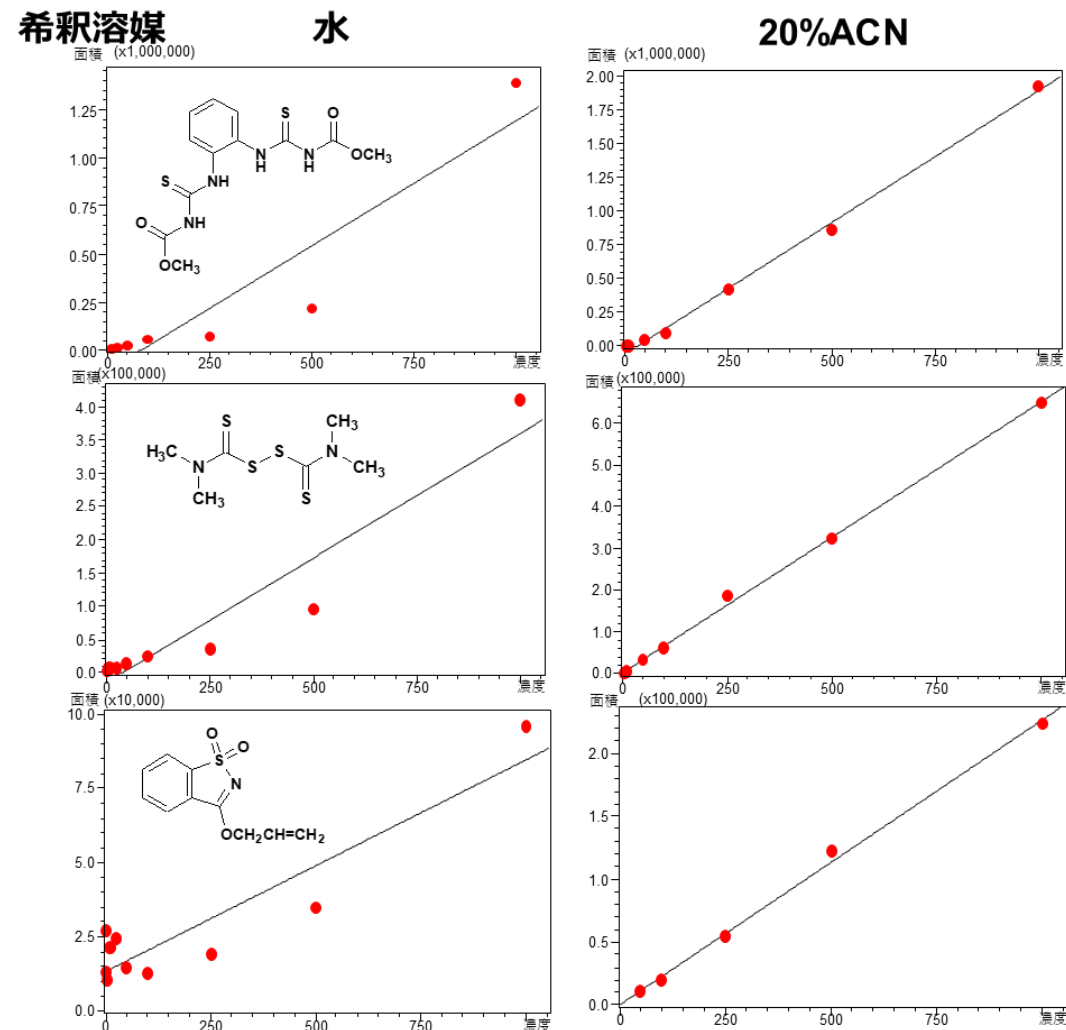 希釈溶媒 水 20%ACN
面積 (x1,000,000)
1.25
1.00
0.75
0.50
0.25
0.00
250 500 750 濃度
S O
N H N H OCH3
S NH
O NH
OCH3
面積 (x1,000,000)
2.00
1.75
1.50
1.25
1.00
0.75
0.50
0.25
0.00
250 500 750 濃度
面積 (x100,000)
4.0
3.5
3.0
2.5
2.0
1.5
1.0
0.5
0.0
0 250 500 750 濃度
S CH3
H3C N S S N CH3
CH3 S
面積 (x100,000)
6.0
5.0
4.0
3.0
2.0
1.0
0.0
0 250 500 750 濃度
面積 (x10,000)
10.0
7.5
5.0
2.5
0.0
0 250 500 750 濃度
O O
S
N
OCH2CH=CH2
面積 (x100,000)
2.0
1.5
1.0
0.5
0.0
0 250 500 750 濃度